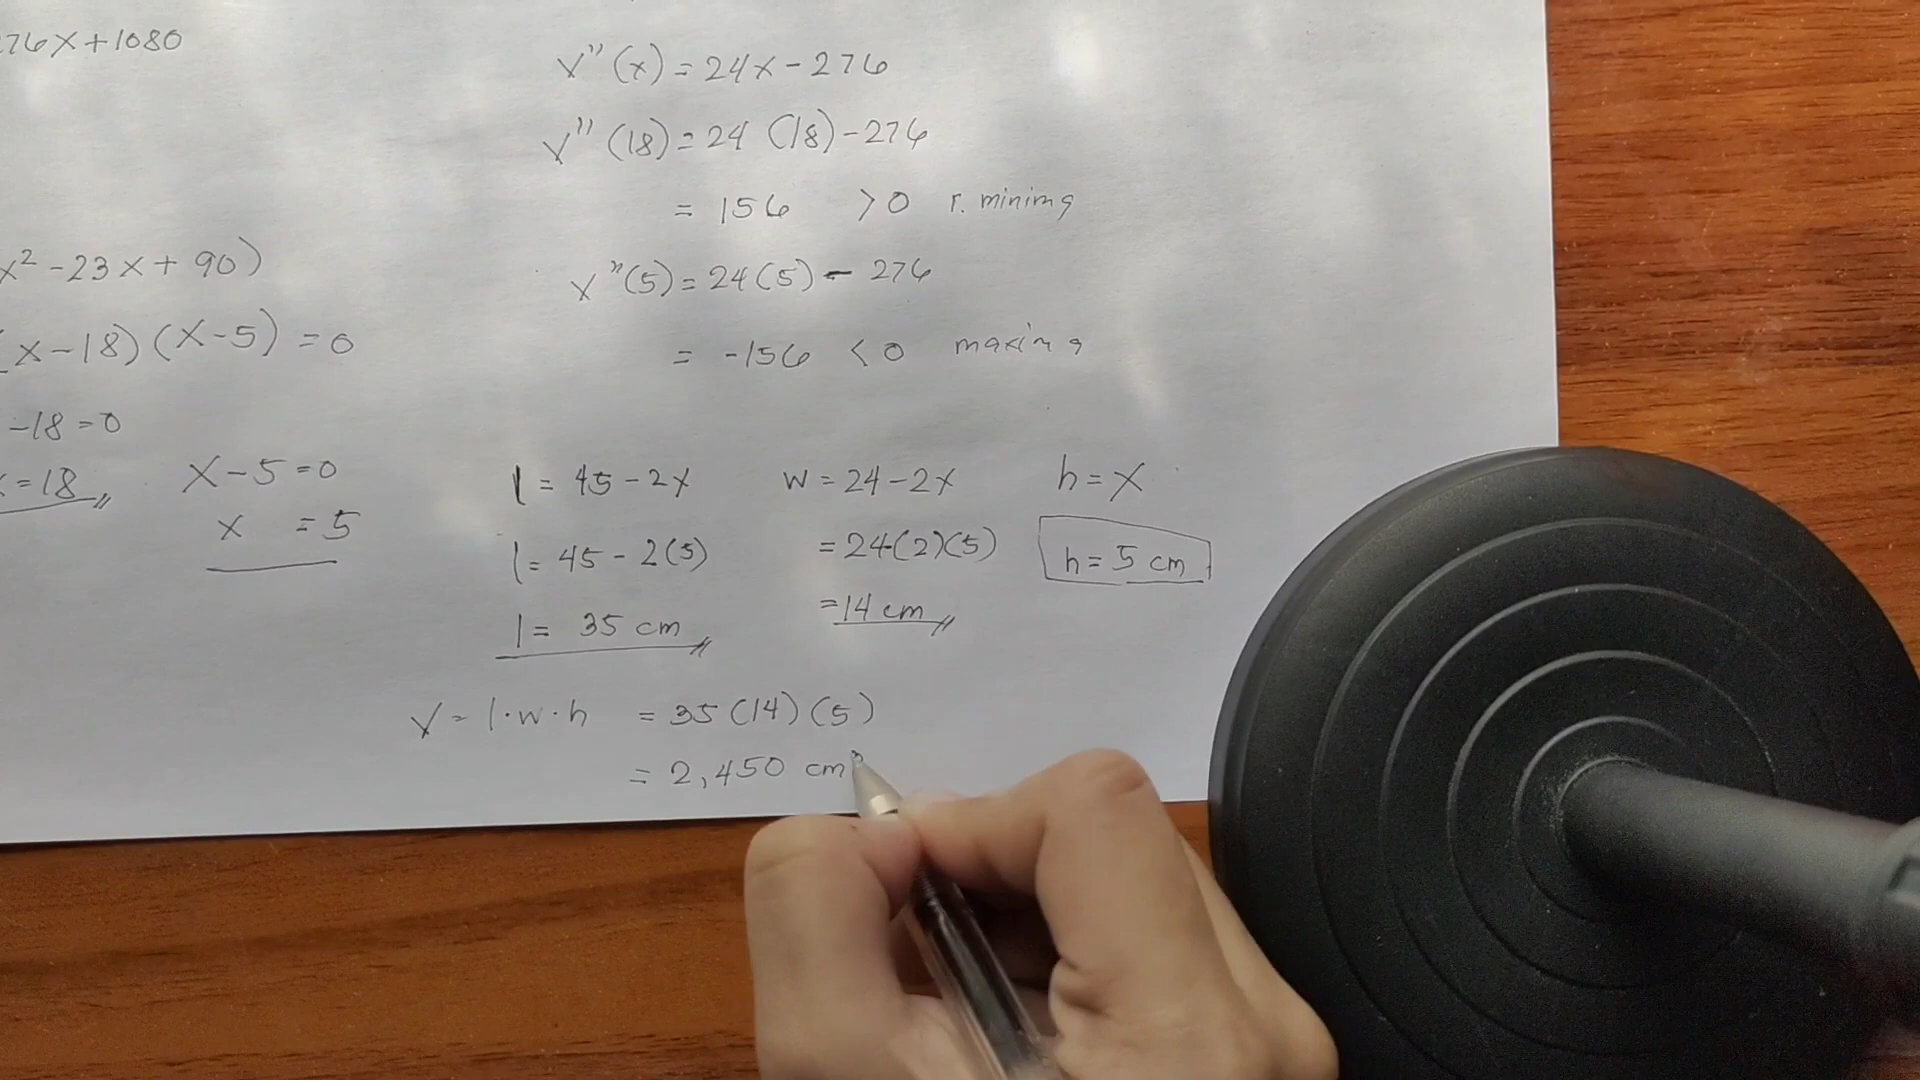 276x+1080
x² -23x + 90)
(x-18)(x-5) = 0
-18=0
x=18
x-5=0
x =5
V''(x) = 24x - 276
V''(18) = 24 (18) - 276
= 156 >0 r. minima
V''(5) = 24(5) - 276
= -156 <0 maxima
l = 45 - 2x
l = 45 - 2(5)
l = 35 cm
w = 24 - 2x
= 24-(2)(5)
= 14 cm
h = x
h = 5 cm
V = l·w·h = 35(14)(5)
= 2,450 cm³